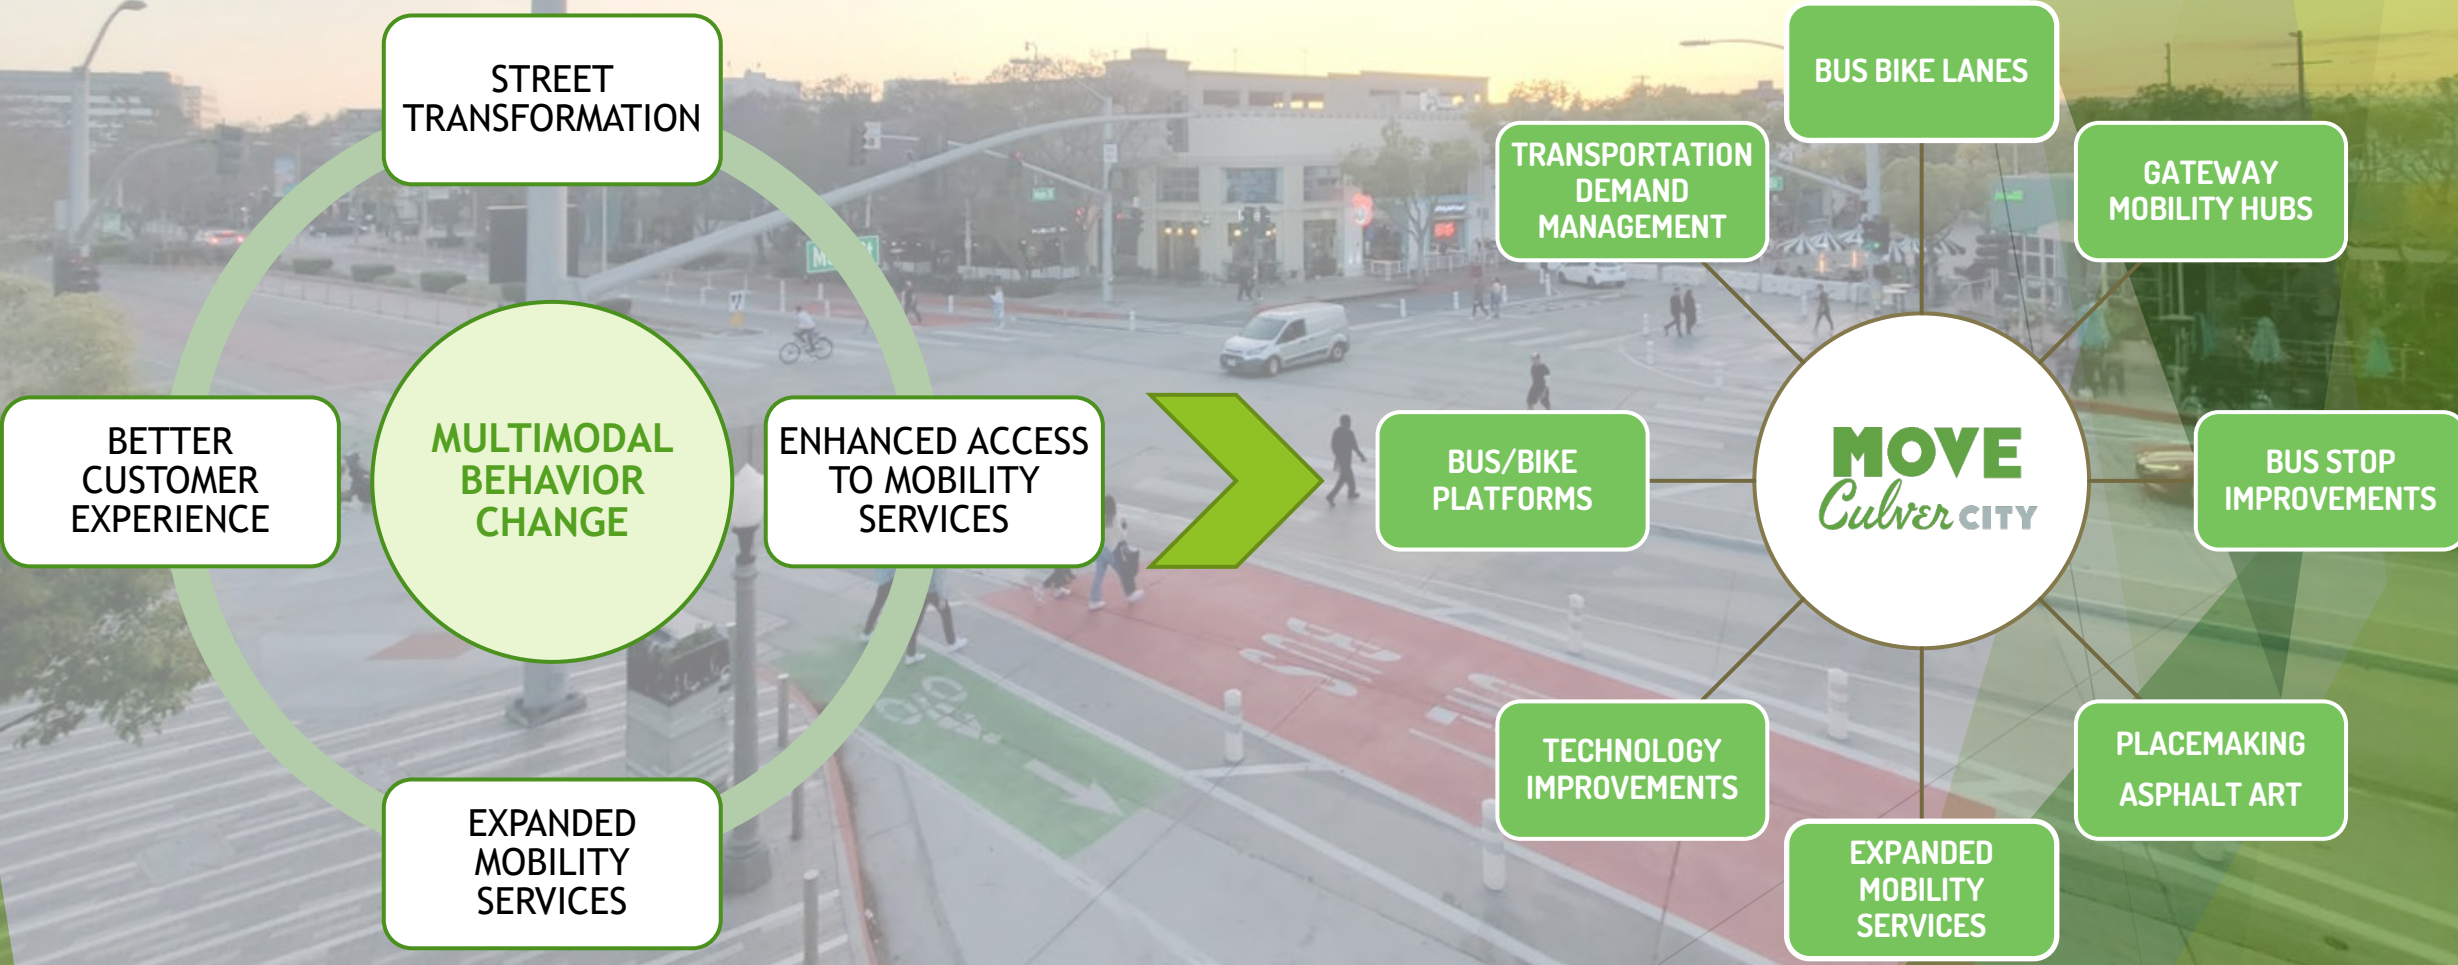 STREET
TRANSFORMATION
BETTER
CUSTOMER
EXPERIENCE
MULTIMODAL
BEHAVIOR
CHANGE
ENHANCED ACCESS
TO MOBILITY
SERVICES
EXPANDED
MOBILITY
SERVICES
BUS BIKE LANES
TRANSPORTATION
DEMAND
MANAGEMENT
GATEWAY
MOBILITY HUBS
BUS/BIKE
PLATFORMS
MOVE
Culver CITY
BUS STOP
IMPROVEMENTS
TECHNOLOGY
IMPROVEMENTS
PLACEMAKING
ASPHALT ART
EXPANDED
MOBILITY
SERVICES
BUS